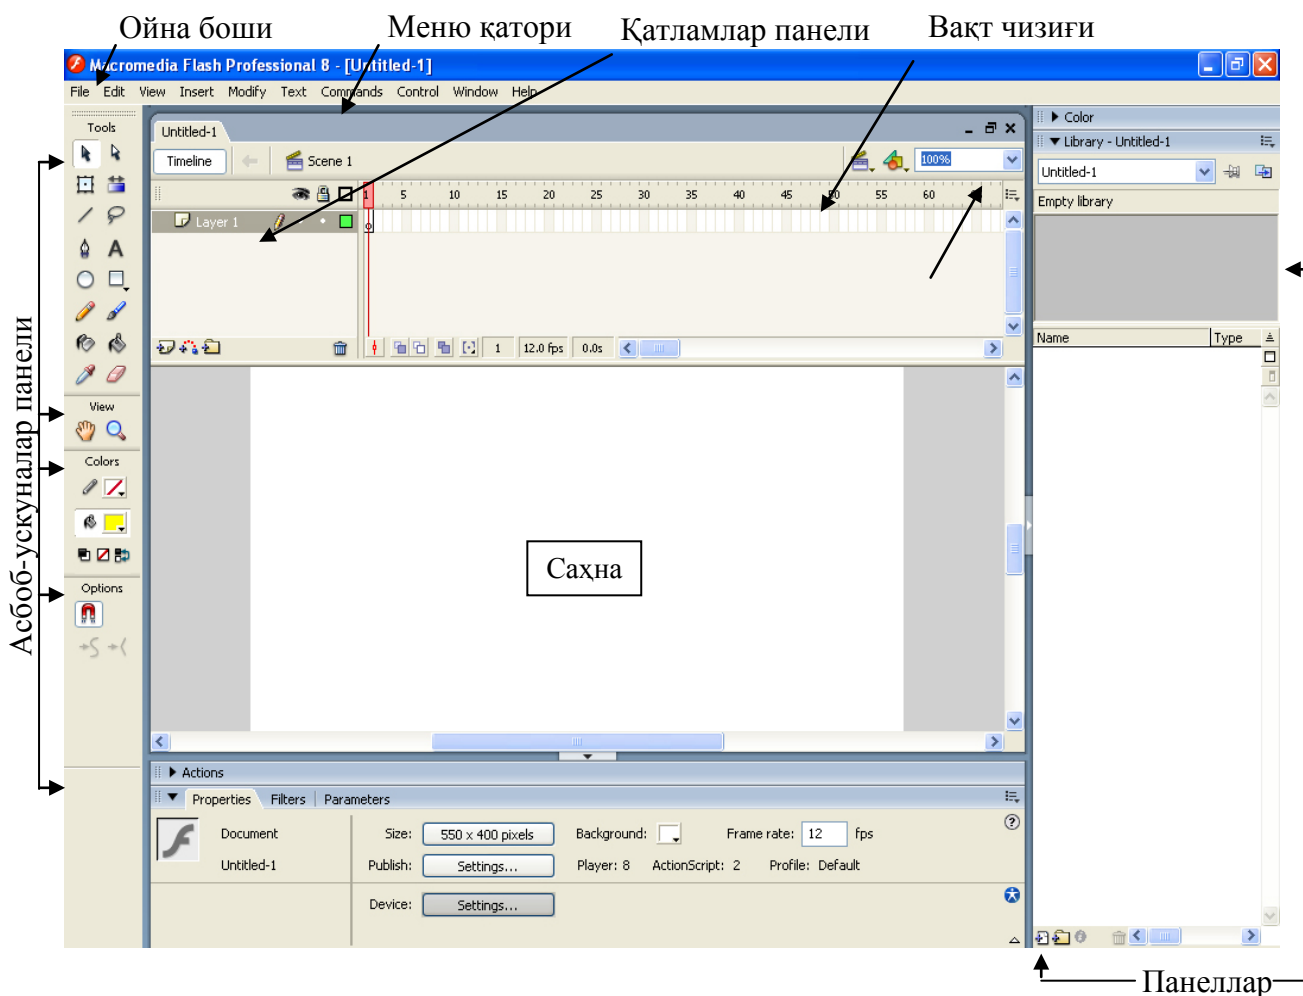 Ойна боши Меню қатори Қатламлар панели Вақт чизиғи
Macromedia Flash Professional 8 - [Untitled-1]
File Edit View Insert Modify Text Commands Control Window Help
Tools
Untitled-1
Timeline Scene 1 100%
1 5 10 15 20 25 30 35 40 45 50 55 60
Layer 1
1 12.0 fps 0.0s
View
Colors
Options
Асбоб-ускуналар панели
Саҳна
Actions
Properties Filters Parameters
Document Size: 550 x 400 pixels Background: Frame rate: 12 fps
Untitled-1 Publish: Settings... Player: 8 ActionScript: 2 Profile: Default
Device: Settings...
Color
Library - Untitled-1
Untitled-1
Empty library
Name Type
Панеллар